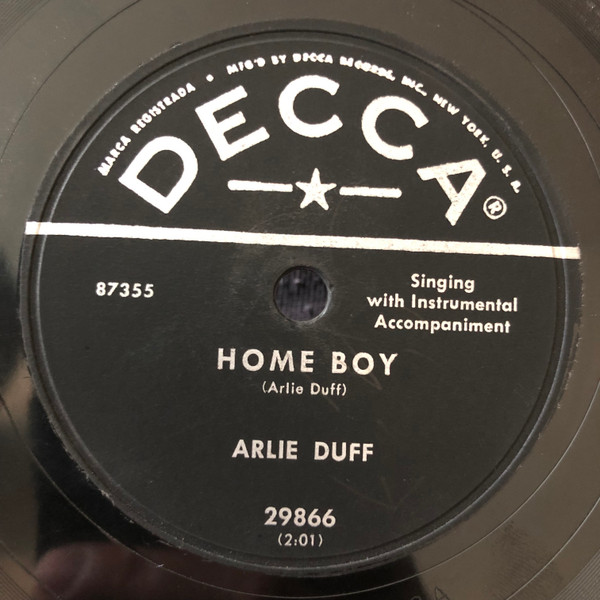 MARCA REGISTRADA • MFG'D BY DECCA RECORDS, INC., NEW YORK, U. S. A.
DECCA®
87355
Singing
with Instrumental
Accompaniment
HOME BOY
(Arlie Duff)
ARLIE DUFF
29866
(2:01)